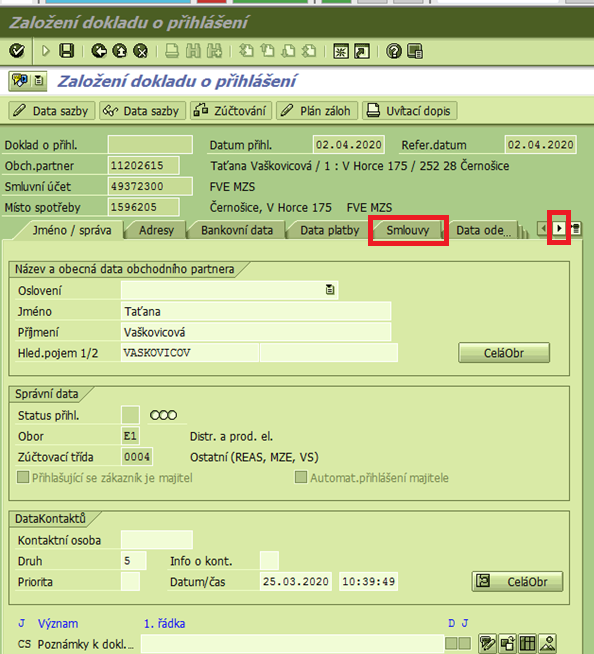 Založení dokladu o přihlášení
Založení dokladu o přihlášení
Data sazby Data sazby Zúčtování Plán záloh Uvítací dopis
Doklad o přihl. Datum přihl. 02.04.2020 Refer.datum 02.04.2020
Obch.partner 11202615 Taťana Vaškovicová / 1 : V Horce 175 / 252 28 Černošice
Smluvní účet 49372300 FVE MZS
Místo spotřeby 1596205 Černošice, V Horce 175 FVE MZS
Jméno / správa Adresy Bankovní data Data platby Smlouvy Data ode...
Název a obecná data obchodního partnera
Oslovení
Jméno Taťana
Příjmení Vaškovicová
Hled.pojem 1/2 VASKOVICOV CeláObr
Správní data
Status přihl.
Obor E1 Distr. a prod. el.
Zúčtovací třída 0004 Ostatní (REAS, MZE, VS)
Přihlašující se zákazník je majitel Automat.přihlášení majitele
DataKontaktů
Kontaktní osoba
Druh 5 Info o kont.
Priorita Datum/čas 25.03.2020 10:39:49 CeláObr
J Význam 1. řádka D J
CS Poznámky k dokl...